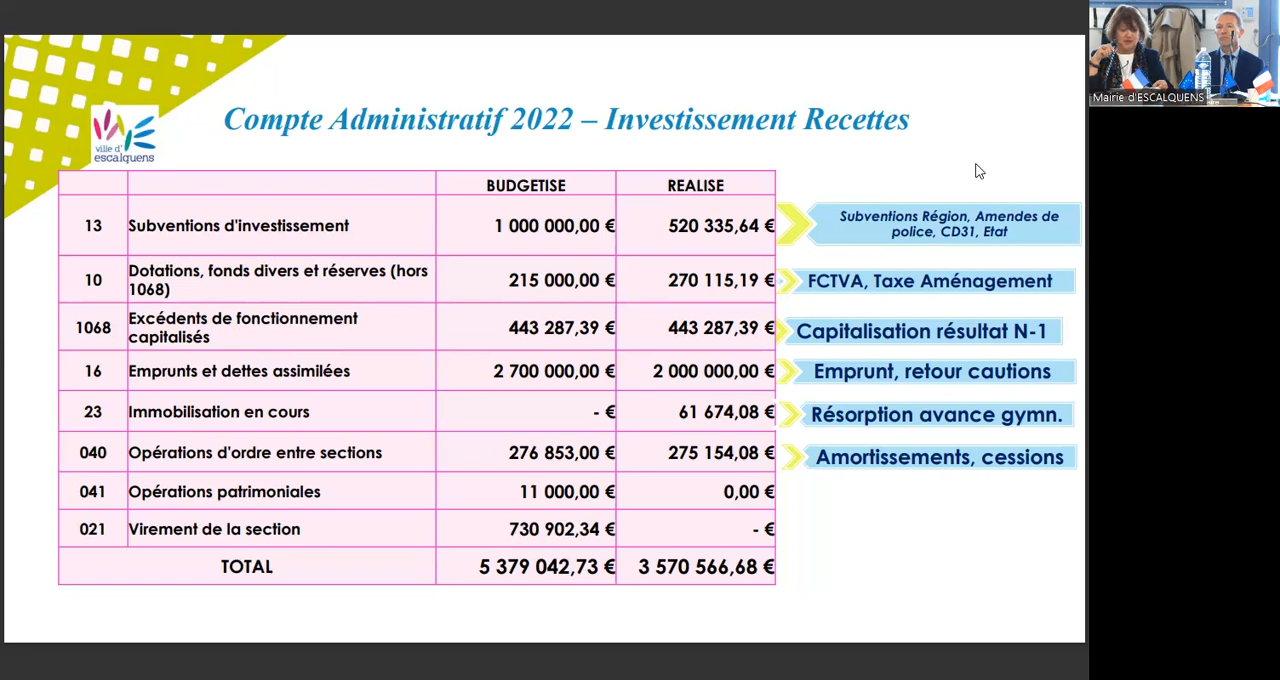 Mairie d'ESCALQUENS
ville d'
escalquens
Compte Administratif 2022 – Investissement Recettes
BUDGETISE REALISE
13 Subventions d'investissement 1 000 000,00 € 520 335,64 €
Subventions Région, Amendes de
police, CD31, Etat
10 Dotations, fonds divers et réserves (hors
1068) 215 000,00 € 270 115,19 €
FCTVA, Taxe Aménagement
1068 Excédents de fonctionnement
capitalisés 443 287,39 € 443 287,39 €
Capitalisation résultat N-1
16 Emprunts et dettes assimilées 2 700 000,00 € 2 000 000,00 €
Emprunt, retour cautions
23 Immobilisation en cours - € 61 674,08 €
Résorption avance gymn.
040 Opérations d'ordre entre sections 276 853,00 € 275 154,08 €
Amortissements, cessions
041 Opérations patrimoniales 11 000,00 € 0,00 €
021 Virement de la section 730 902,34 € - €
TOTAL 5 379 042,73 € 3 570 566,68 €